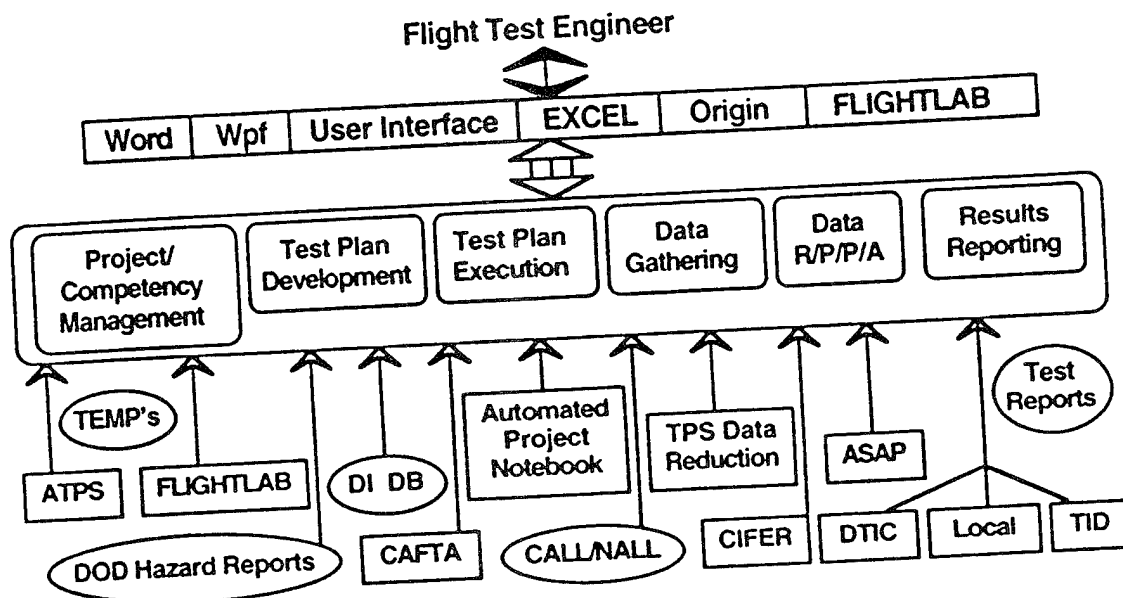 Flight Test Engineer
Word
Wpf
User Interface
EXCEL
Origin
FLIGHTLAB
Project/
Competency
Management
Test Plan
Development
Test Plan
Execution
Data
Gathering
Data
R/P/P/A
Results
Reporting
TEMP's
ATPS
FLIGHTLAB
DOD Hazard Reports
DI DB
CAFTA
Automated
Project
Notebook
CALL/NALL
TPS Data
Reduction
CIFER
ASAP
DTIC
Local
TID
Test
Reports